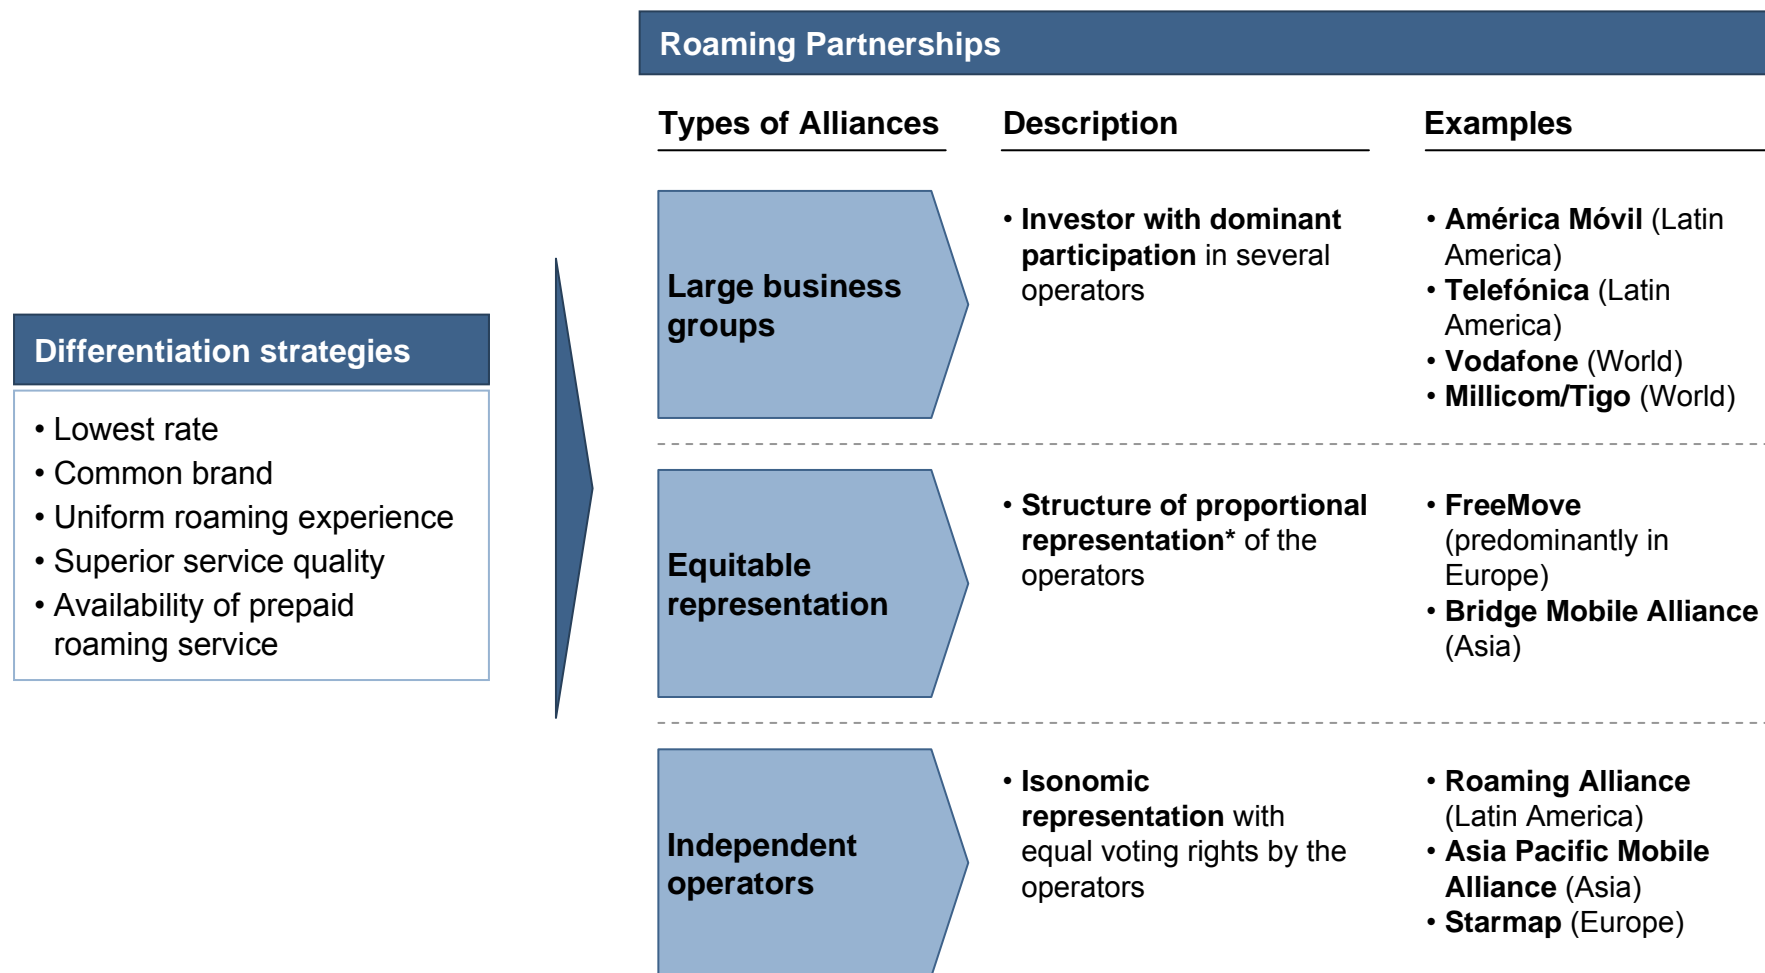 Roaming Partnerships
Types of Alliances
Description
Examples
Differentiation strategies
• Lowest rate
• Common brand
• Uniform roaming experience
• Superior service quality
• Availability of prepaid
roaming service
Large business
groups
• Investor with dominant
participation in several
operators
• América Móvil (Latin
America)
• Telefónica (Latin
America)
• Vodafone (World)
• Millicom/Tigo (World)
Equitable
representation
• Structure of proportional
representation* of the
operators
• FreeMove
(predominantly in
Europe)
• Bridge Mobile Alliance
(Asia)
Independent
operators
• Isonomic
representation with
equal voting rights by the
operators
• Roaming Alliance
(Latin America)
• Asia Pacific Mobile
Alliance (Asia)
• Starmap (Europe)